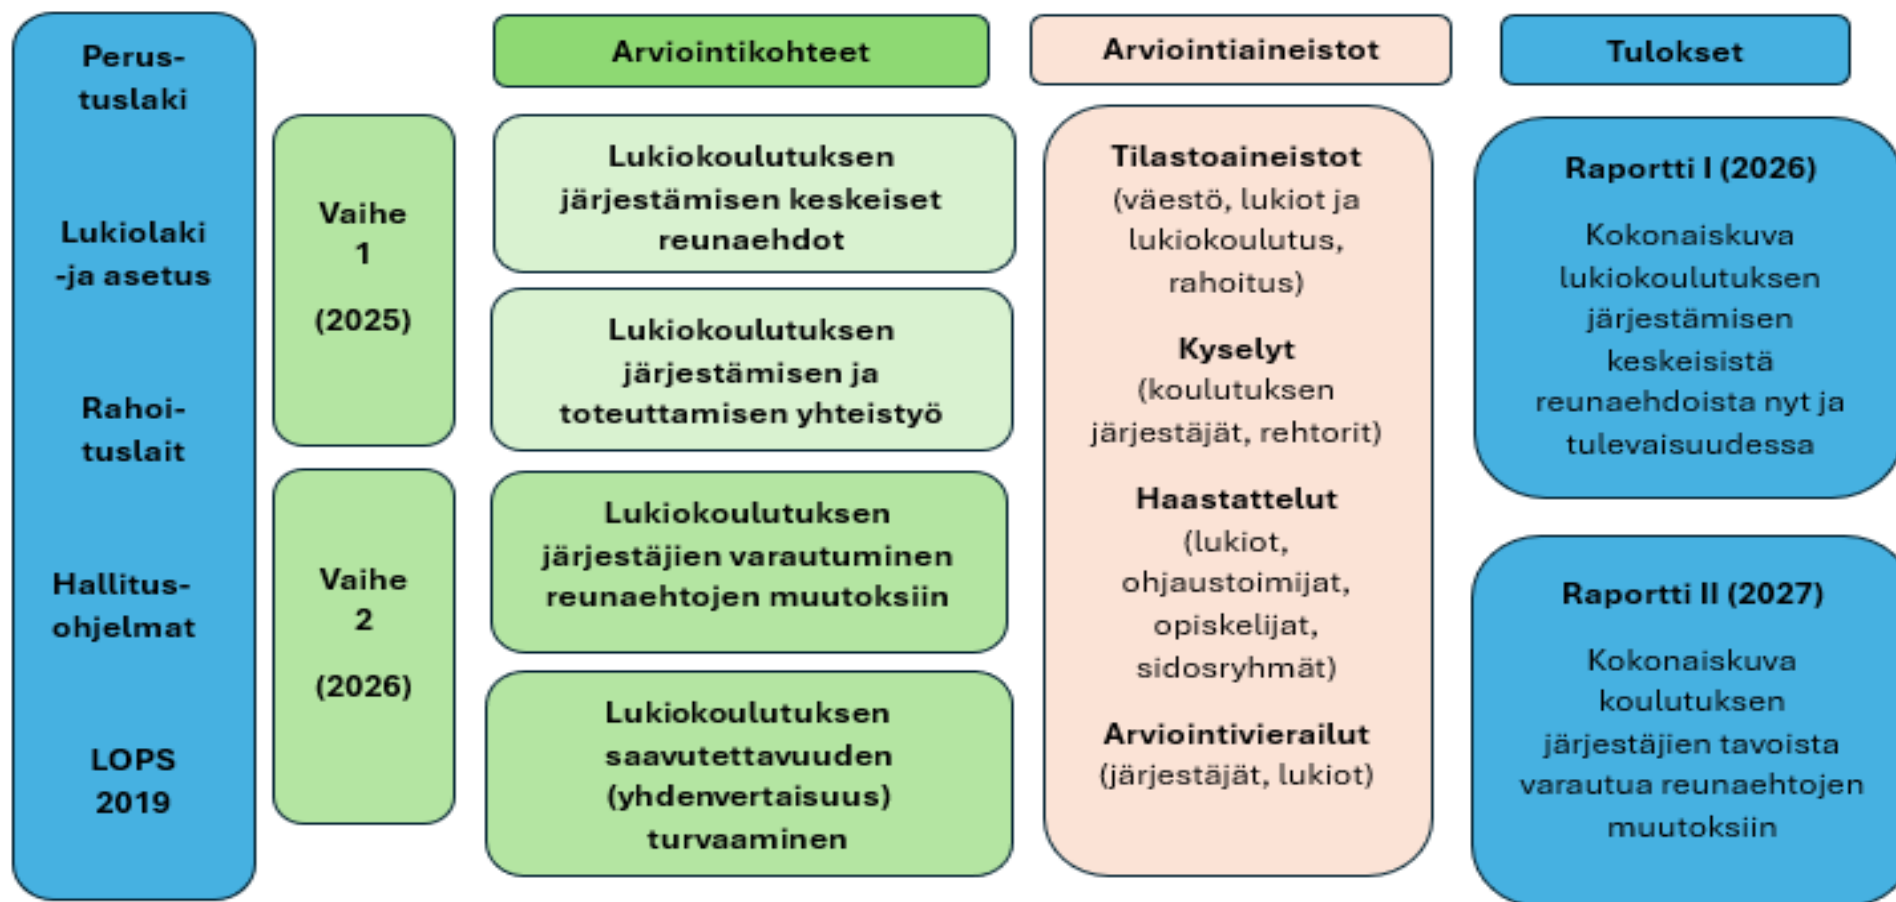 Perus-
tuslaki
Lukiolaki
-ja asetus
Rahoi-
tuslait
Hallitus-
ohjelmat
LOPS
2019
Vaihe
1
(2025)
Vaihe
2
(2026)
Arviointikohteet
Lukiokoulutuksen
järjestämisen keskeiset
reunaehdot
Lukiokoulutuksen
järjestämisen ja
toteuttamisen yhteistyö
Lukiokoulutuksen
järjestäjien varautuminen
reunaehtojen muutoksiin
Lukiokoulutuksen
saavutettavuuden
(yhdenvertaisuus)
turvaaminen
Arviointiaineistot
Tilastoaineistot
(väestö, lukiot ja
lukiokoulutus,
rahoitus)
Kyselyt
(koulutuksen
järjestäjät, rehtorit)
Haastattelut
(lukiot,
ohjaustoimijat,
opiskelijat,
sidosryhmät)
Arviointivierailut
(järjestäjät, lukiot)
Tulokset
Raportti I (2026)
Kokonaiskuva
lukiokoulutuksen
järjestämisen
keskeisistä
reunaehdoista nyt ja
tulevaisuudessa
Raportti II (2027)
Kokonaiskuva
koulutuksen
järjestäjien tavoista
varautua reunaehtojen
muutoksiin